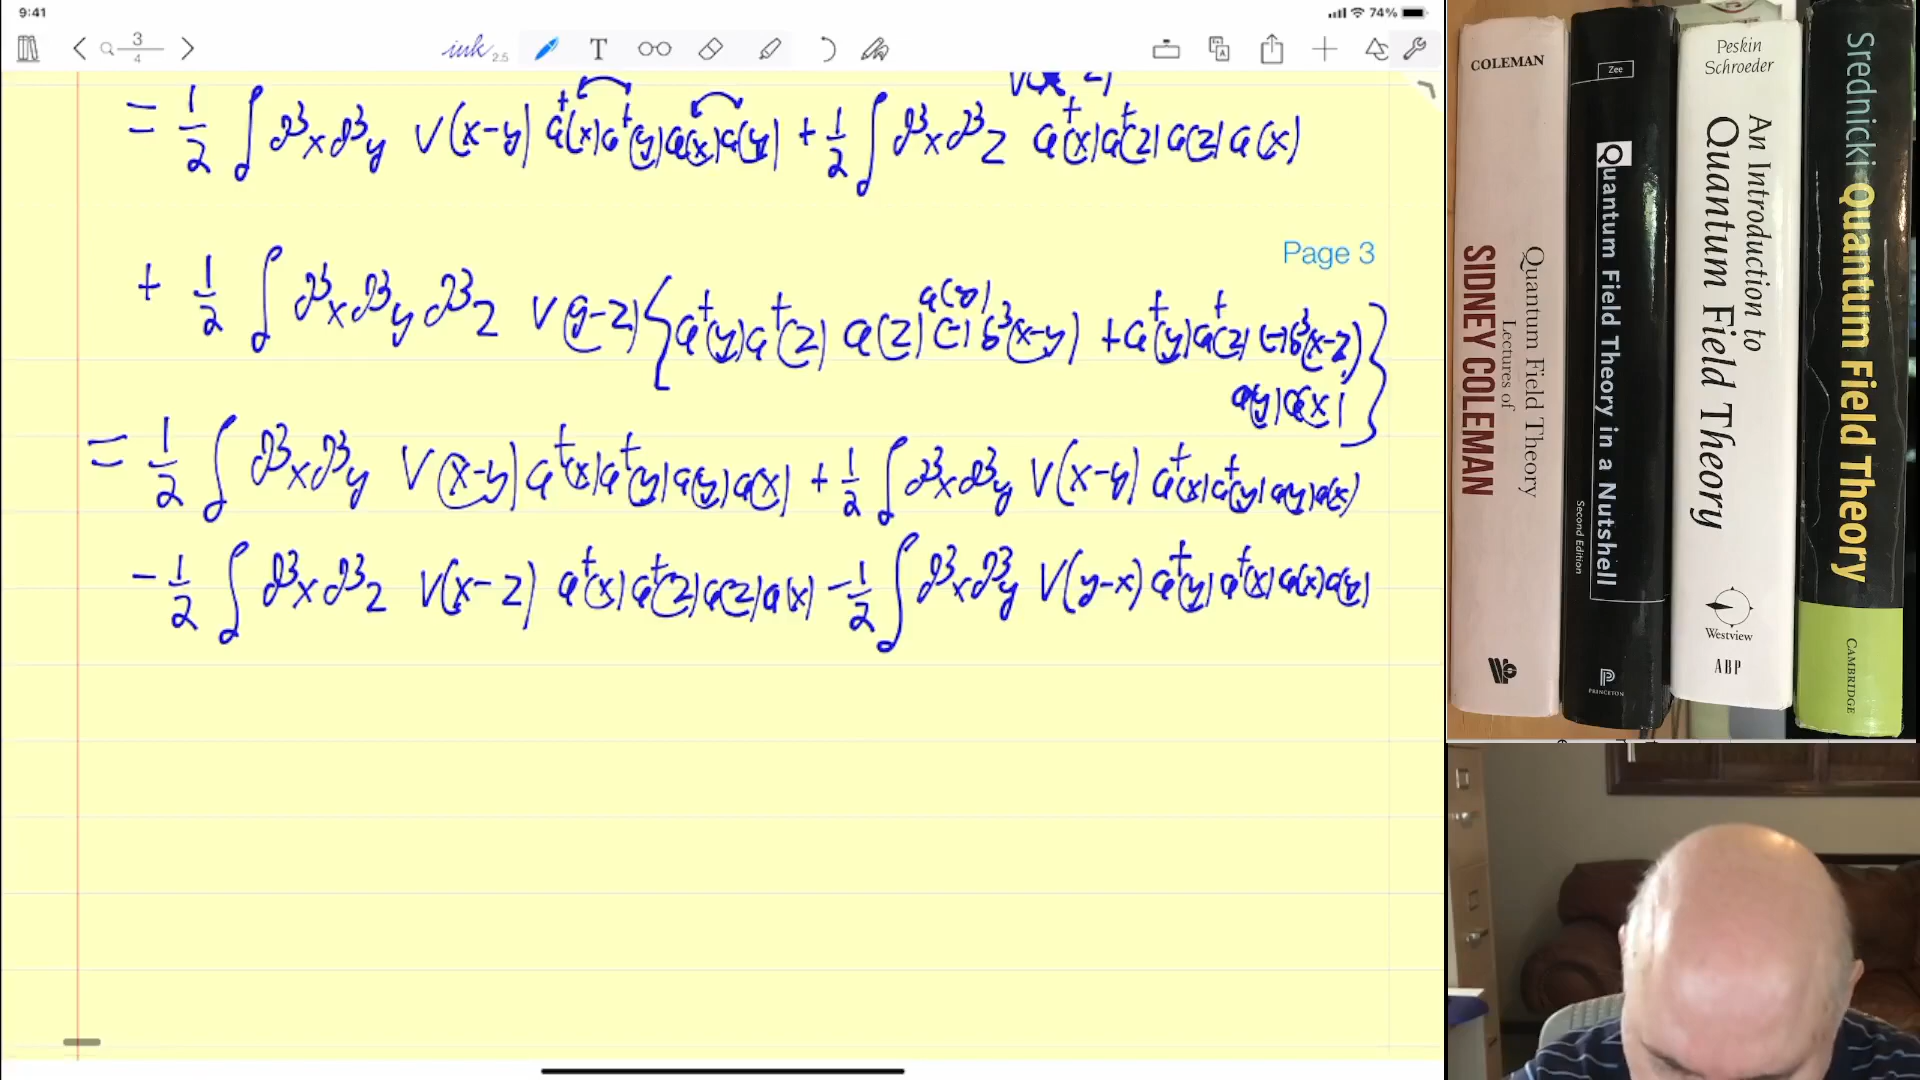 9:41
74%
3
4
ink 2.5
T
V(x-z)
= 1/2 ∫ d³x d³y V(x-y) a†(x) a†(y) a(x) a(y) + 1/2 ∫ d³x d³z a†(x) a†(z) a(z) a(x)
Page 3
+ 1/2 ∫ d³x d³y d³z V(y-z) { a†(y) a†(z) a(z) (-) δ³(x-y) a(x) + a†(y) a†(z) (-) δ³(x-z)
a(y) a(x) }
= 1/2 ∫ d³x d³y V(x-y) a†(x) a†(y) a(y) a(x) + 1/2 ∫ d³x d³y V(x-y) a†(x) a†(y) a(y) a(x)
- 1/2 ∫ d³x d³z V(x-z) a†(x) a†(z) a(z) a(x) - 1/2 ∫ d³x d³y V(y-x) a†(y) a†(x) a(x) a(y)
COLEMAN
Quantum Field Theory
Lectures of
SIDNEY COLEMAN
Zee
Quantum Field Theory in a Nutshell
Second Edition
PRINCETON
Peskin
Schroeder
An Introduction to
Quantum Field Theory
Westview
ABP
Srednicki Quantum Field Theory
CAMBRIDGE